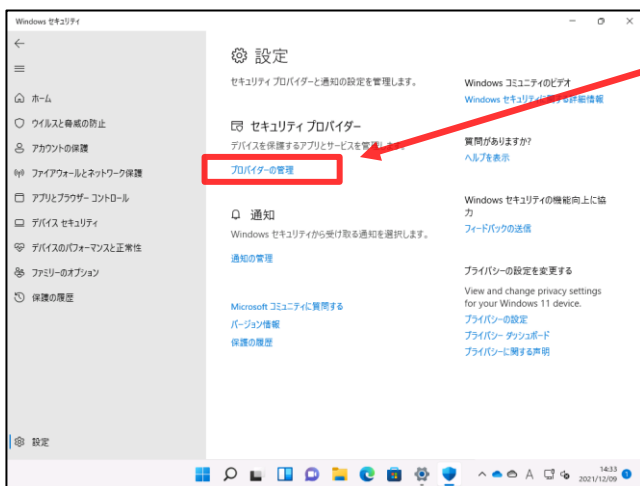 Windows セキュリティ
設定
セキュリティ プロバイダーと通知の設定を管理します。
セキュリティ プロバイダー
デバイスを保護するアプリとサービスを管理します。
プロバイダーの管理
通知
Windows セキュリティから受け取る通知を選択します。
通知の管理
Microsoft コミュニティに質問する
バージョン情報
保護の履歴
ホーム
ウイルスと脅威の防止
アカウントの保護
ファイアウォールとネットワーク保護
アプリとブラウザー コントロール
デバイス セキュリティ
デバイスのパフォーマンスと正常性
ファミリーのオプション
保護の履歴
設定
Windows コミュニティのビデオ
Windows セキュリティに関する詳細情報
質問がありますか?
ヘルプを表示
Windows セキュリティの機能向上に協
力
フィードバックの送信
プライバシーの設定を変更する
View and change privacy settings
for your Windows 11 device.
プライバシーの設定
プライバシー ダッシュボード
プライバシーに関する声明
A
14:33
2021/12/09
1